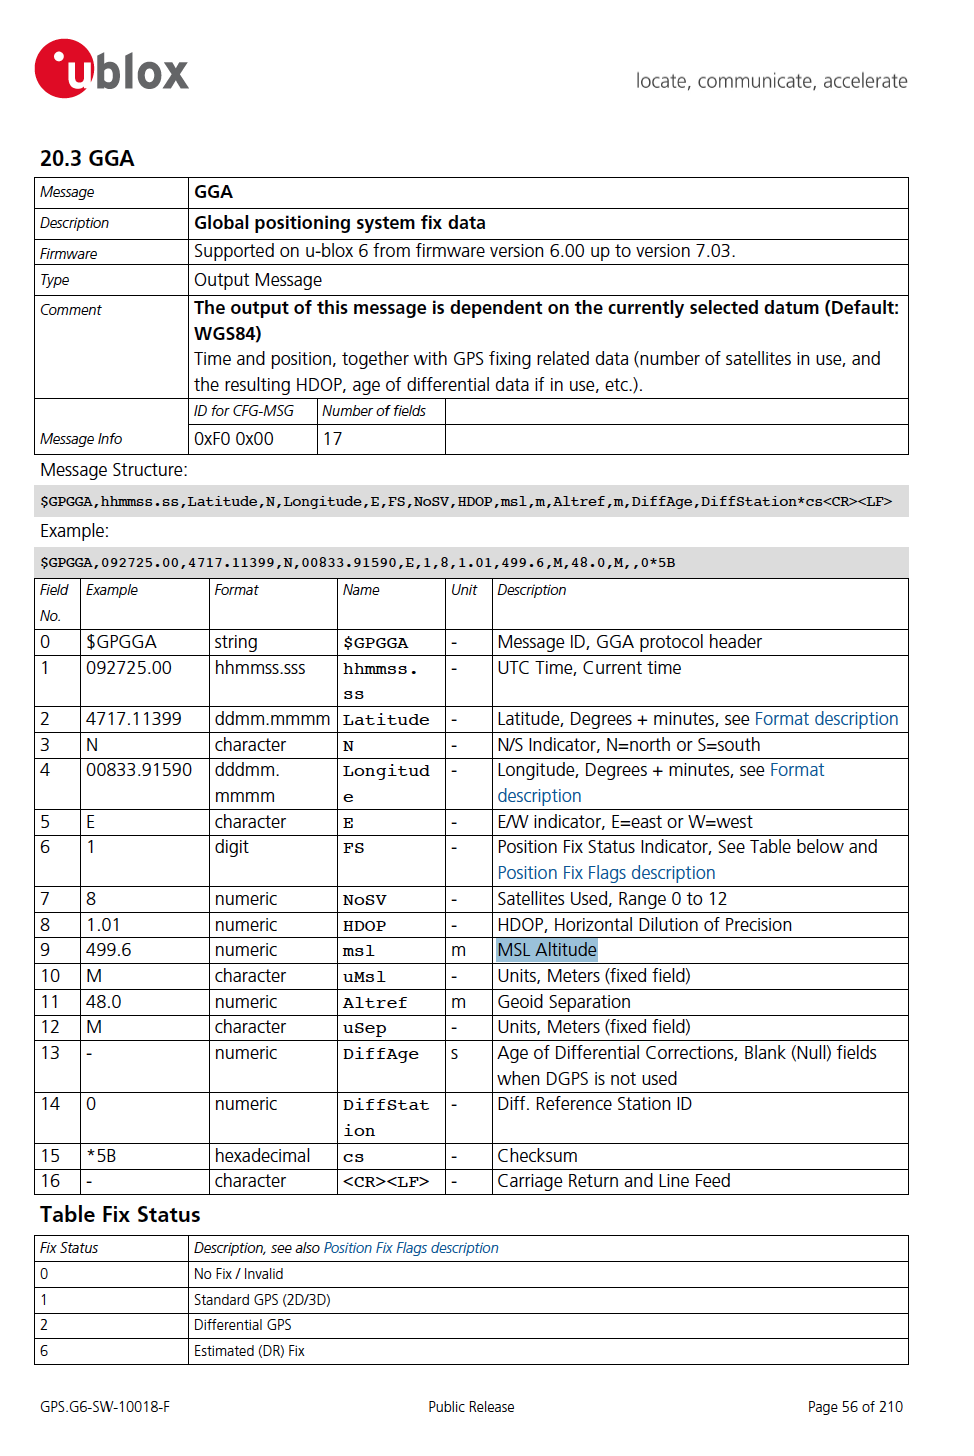 ublox
locate, communicate, accelerate
20.3 GGA
Message GGA
Description Global positioning system fix data
Firmware Supported on u-blox 6 from firmware version 6.00 up to version 7.03.
Type Output Message
Comment The output of this message is dependent on the currently selected datum (Default:
WGS84)
Time and position, together with GPS fixing related data (number of satellites in use, and
the resulting HDOP, age of differential data if in use, etc.).
ID for CFG-MSG Number of fields
Message Info 0xF0 0x00 17
Message Structure:
$GPGGA,hhmmss.ss,Latitude,N,Longitude,E,FS,NoSV,HDOP,msl,m,Altref,m,DiffAge,DiffStation*cs<CR><LF>
Example:
$GPGGA,092725.00,4717.11399,N,00833.91590,E,1,8,1.01,499.6,M,48.0,M,,0*5B
Field Example Format Name Unit Description
No.
0 $GPGGA string $GPGGA - Message ID, GGA protocol header
1 092725.00 hhmmss.sss hhmmss. - UTC Time, Current time
ss
2 4717.11399 ddmm.mmmm Latitude - Latitude, Degrees + minutes, see Format description
3 N character N - N/S Indicator, N=north or S=south
4 00833.91590 dddmm. Longitud - Longitude, Degrees + minutes, see Format
mmmm e description
5 E character E - E/W indicator, E=east or W=west
6 1 digit FS - Position Fix Status Indicator, See Table below and
Position Fix Flags description
7 8 numeric NoSV - Satellites Used, Range 0 to 12
8 1.01 numeric HDOP - HDOP, Horizontal Dilution of Precision
9 499.6 numeric msl m MSL Altitude
10 M character uMsl - Units, Meters (fixed field)
11 48.0 numeric Altref m Geoid Separation
12 M character uSep - Units, Meters (fixed field)
13 - numeric DiffAge s Age of Differential Corrections, Blank (Null) fields
when DGPS is not used
14 0 numeric DiffStat - Diff. Reference Station ID
ion
15 *5B hexadecimal cs - Checksum
16 - character <CR><LF> - Carriage Return and Line Feed
Table Fix Status
Fix Status Description, see also Position Fix Flags description
0 No Fix / Invalid
1 Standard GPS (2D/3D)
2 Differential GPS
6 Estimated (DR) Fix
GPS.G6-SW-10018-F Public Release Page 56 of 210